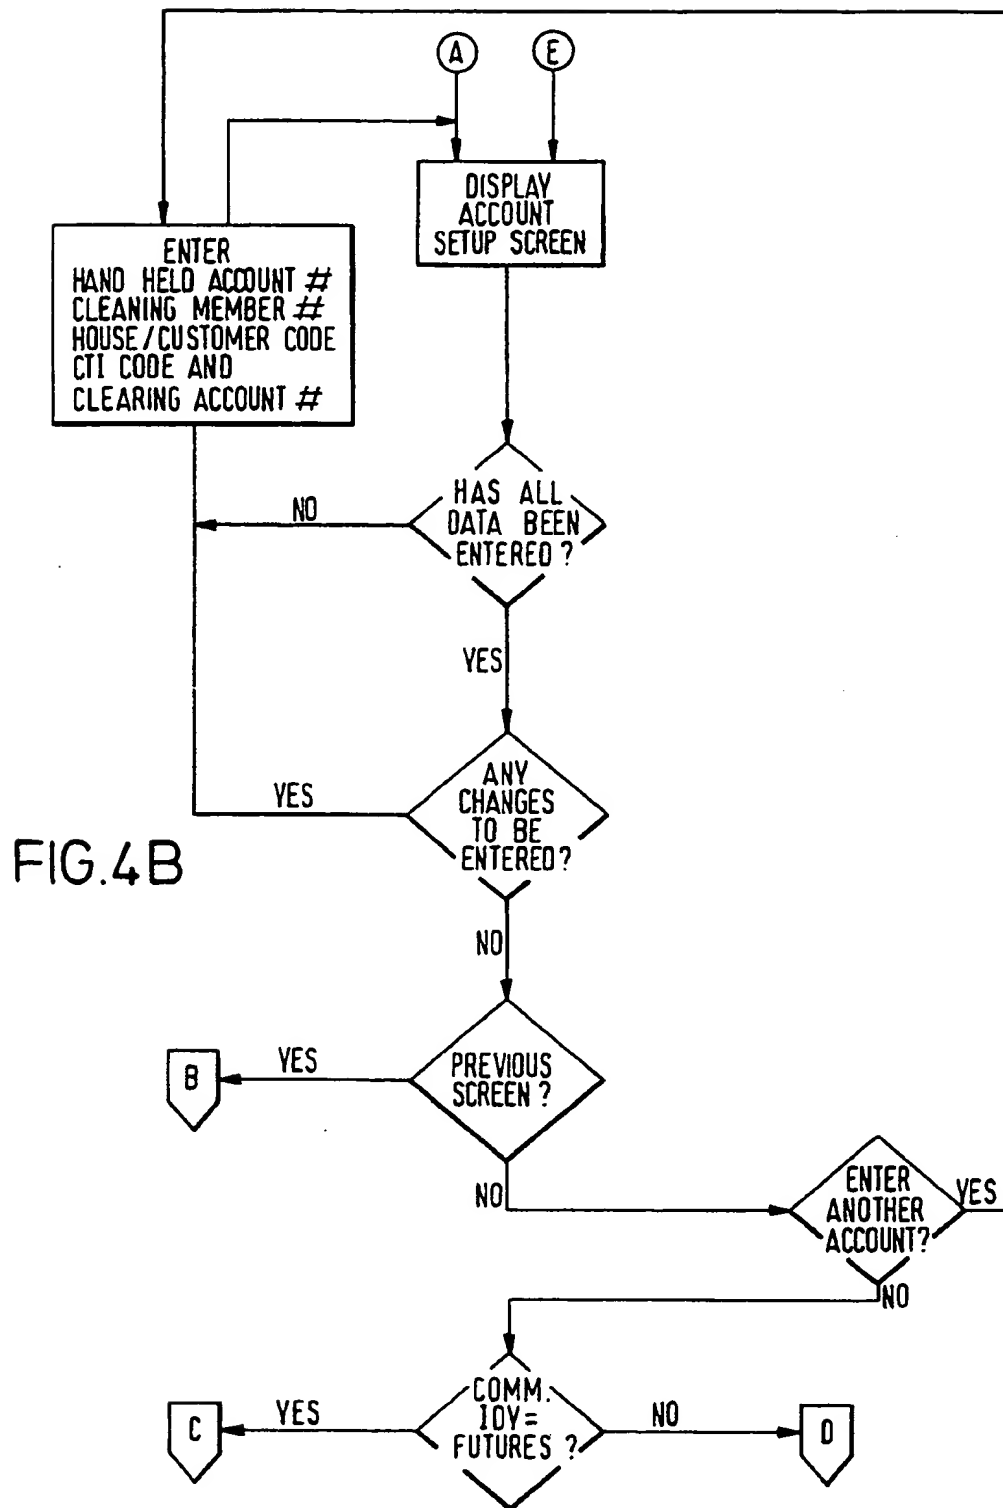 A
E
DISPLAY
ACCOUNT
SETUP SCREEN
ENTER
HAND HELD ACCOUNT #
CLEANING MEMBER #
HOUSE/CUSTOMER CODE
CTI CODE AND
CLEARING ACCOUNT #
HAS ALL
DATA BEEN
ENTERED?
NO
YES
ANY
CHANGES
TO BE
ENTERED?
YES
FIG.4B
NO
PREVIOUS
SCREEN?
YES
B
NO
ENTER
ANOTHER
ACCOUNT?
YES
NO
COMM.
IDV=
FUTURES ?
YES
C
NO
D